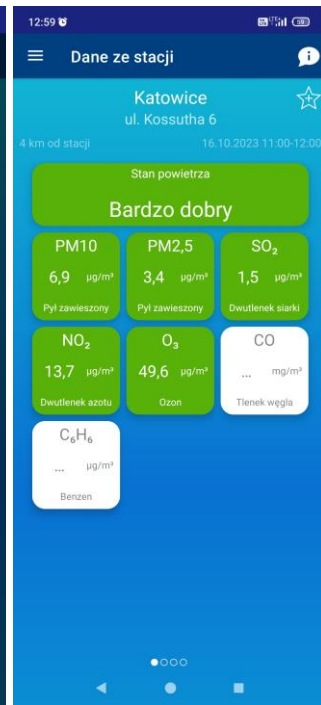 12:59
59
Dane ze stacji
Katowice
ul. Kossutha 6
4 km od stacji 16.10.2023 11:00-12:00
Stan powietrza
Bardzo dobry
PM10 PM2,5 SO₂
6,9 µg/m³ 3,4 µg/m³ 1,5 µg/m³
Pył zawieszony Pył zawieszony Dwutlenek siarki
NO₂ O₃ CO
13,7 µg/m³ 49,6 µg/m³ ... mg/m³
Dwutlenek azotu Ozon Tlenek węgla
C₆H₆
... µg/m³
Benzen